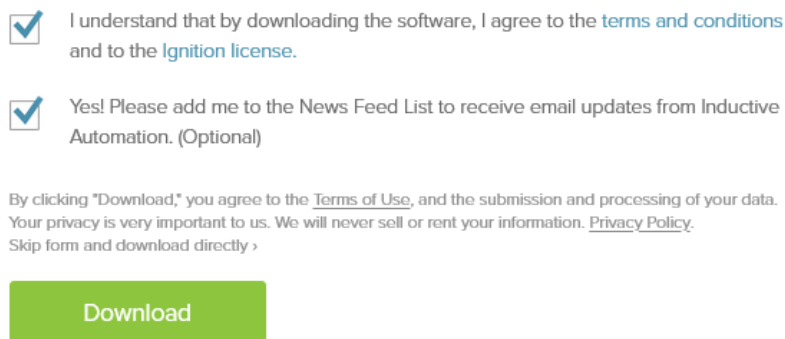 I understand that by downloading the software, I agree to the terms and conditions
and to the Ignition license.
Yes! Please add me to the News Feed List to receive email updates from Inductive
Automation. (Optional)
By clicking "Download," you agree to the Terms of Use, and the submission and processing of your data.
Your privacy is very important to us. We will never sell or rent your information. Privacy Policy.
Skip form and download directly ›
Download